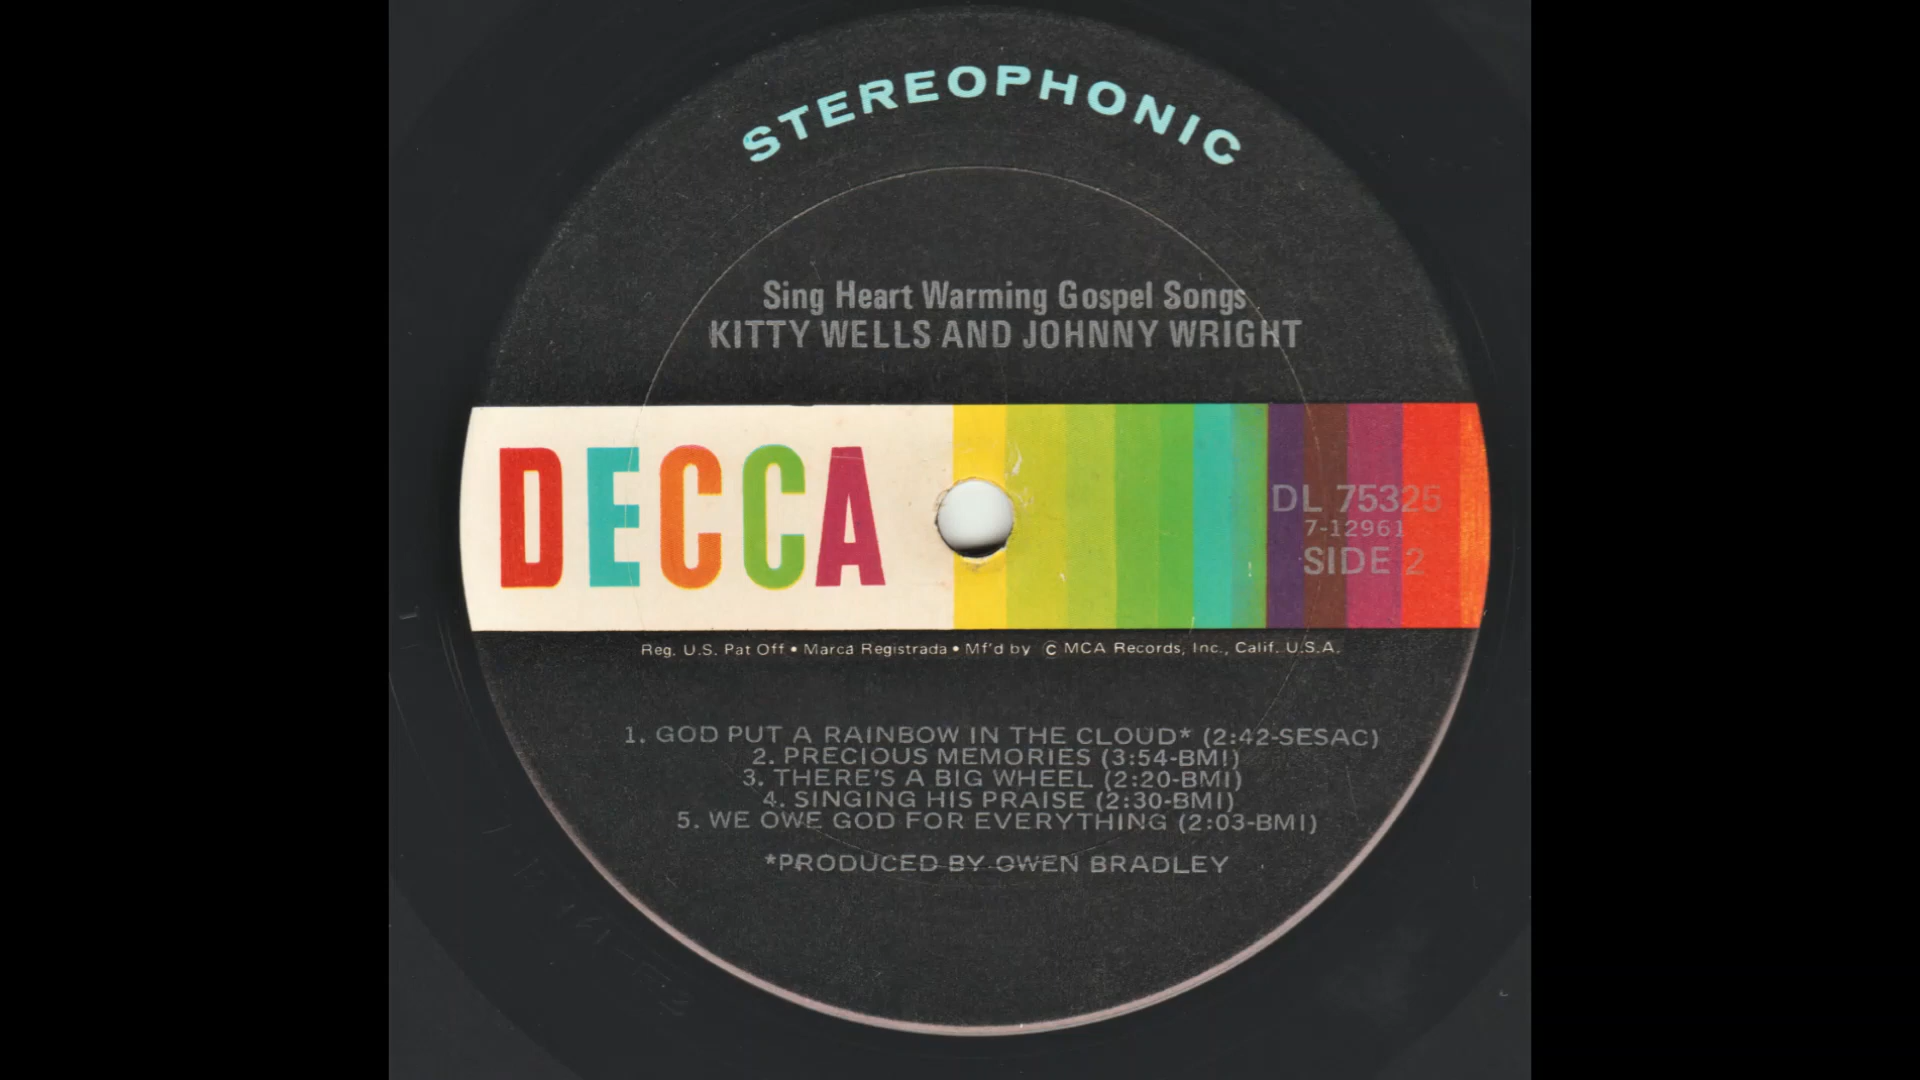 STEREOPHONIC
Sing Heart Warming Gospel Songs
KITTY WELLS AND JOHNNY WRIGHT
DECCA
DL 75325
7-12961
SIDE 2
Reg. U.S. Pat Off • Marca Registrada • Mf'd by © MCA Records, Inc., Calif. U.S.A.
1. GOD PUT A RAINBOW IN THE CLOUD* (2:42-SESAC)
2. PRECIOUS MEMORIES (3:54-BMI)
3. THERE'S A BIG WHEEL (2:20-BMI)
4. SINGING HIS PRAISE (2:30-BMI)
5. WE OWE GOD FOR EVERYTHING (2:03-BMI)
*PRODUCED BY OWEN BRADLEY